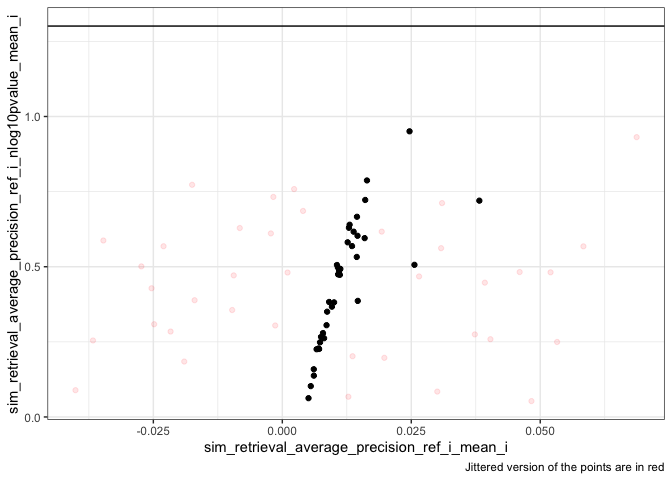 sim_retrieval_average_precision_ref_i_nlog10pvalue_mean_i
1.0
0.5
0.0
-0.025
0.000
0.025
0.050
sim_retrieval_average_precision_ref_i_mean_i
Jittered version of the points are in red